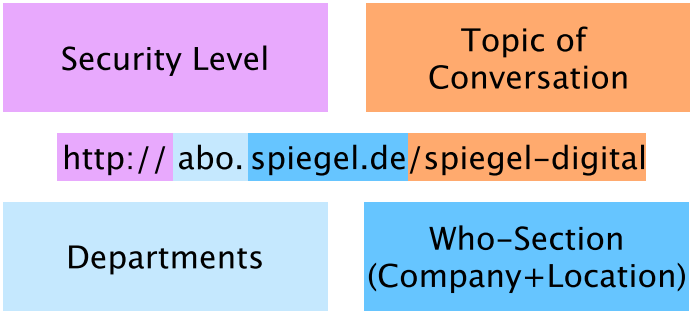 Security Level
Topic of
Conversation
http:// abo. spiegel.de/spiegel-digital
Departments
Who-Section
(Company+Location)